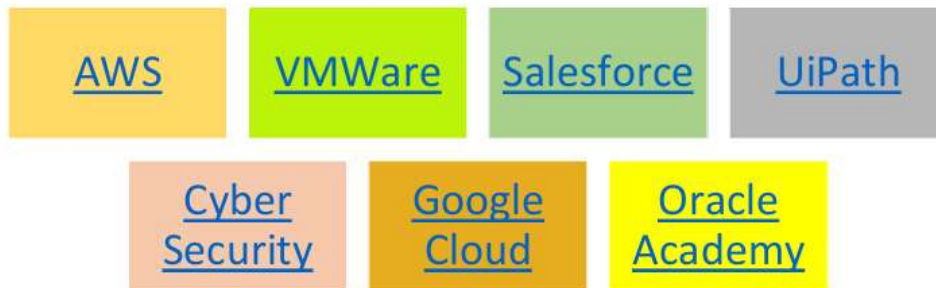 AWS
VMWare
Salesforce
UiPath
Cyber
Security
Google
Cloud
Oracle
Academy